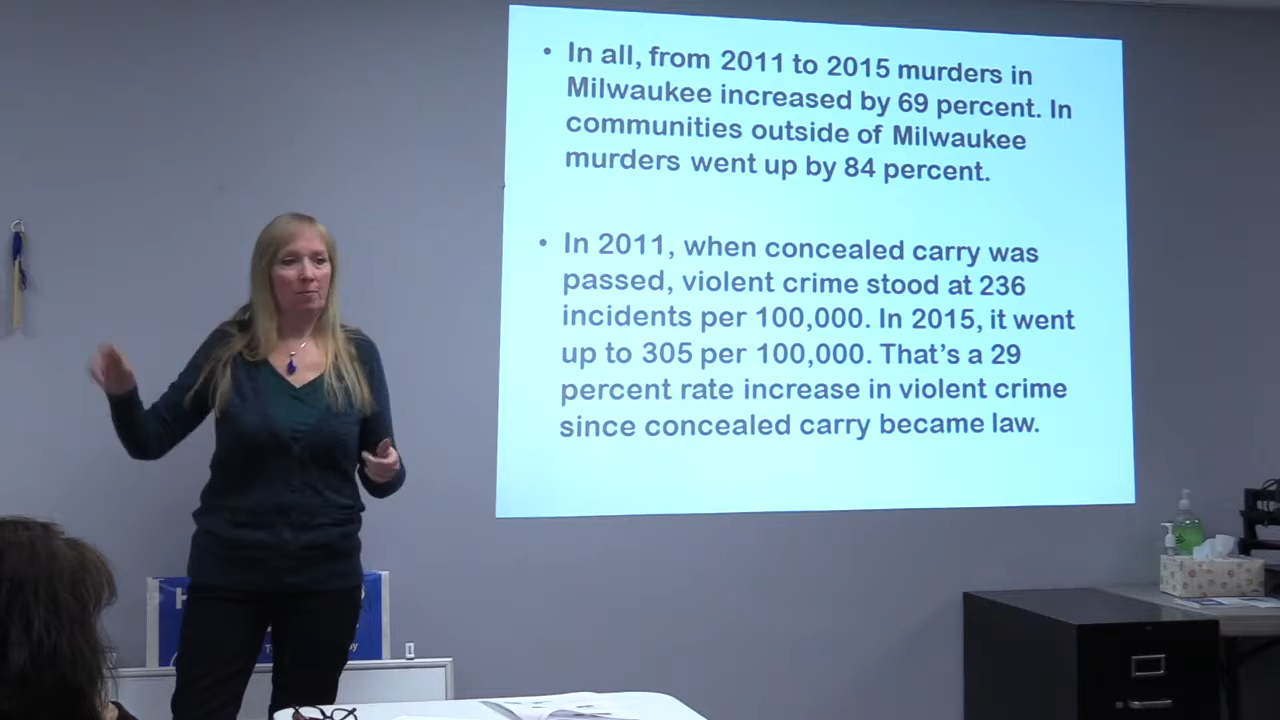 • In all, from 2011 to 2015 murders in
Milwaukee increased by 69 percent. In
communities outside of Milwaukee
murders went up by 84 percent.
• In 2011, when concealed carry was
passed, violent crime stood at 236
incidents per 100,000. In 2015, it went
up to 305 per 100,000. That's a 29
percent rate increase in violent crime
since concealed carry became law.